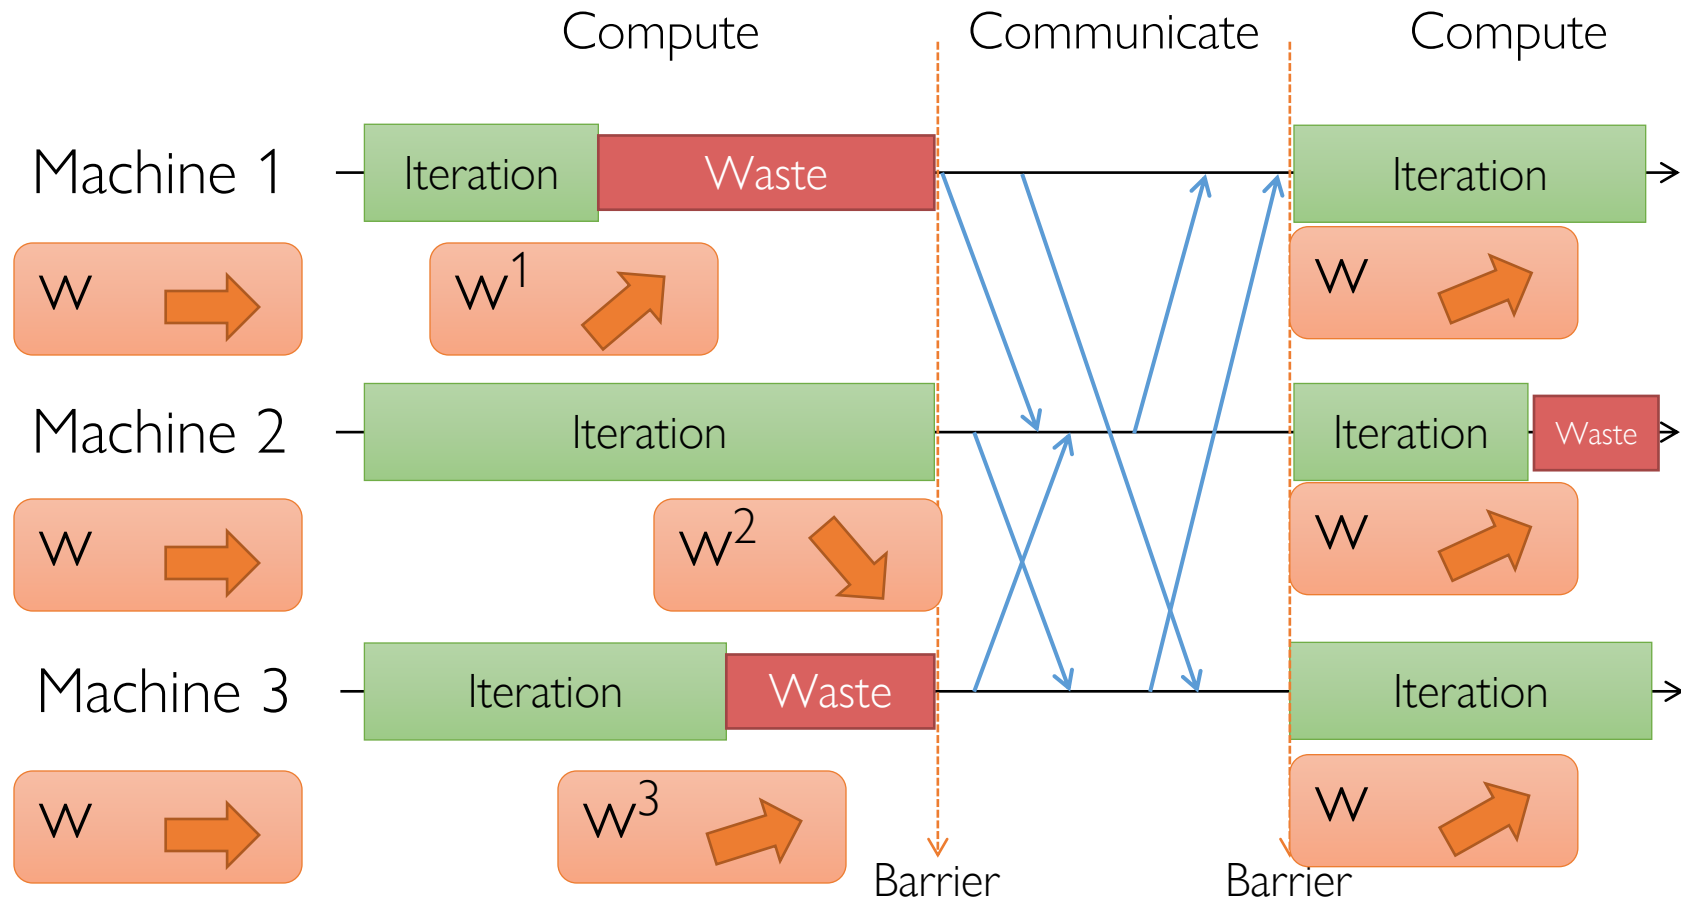 Compute Communicate Compute
Machine 1 Iteration Waste Iteration
w w¹ w
Machine 2 Iteration Iteration Waste
w w² w
Machine 3 Iteration Waste Iteration
w w³ w
Barrier Barrier